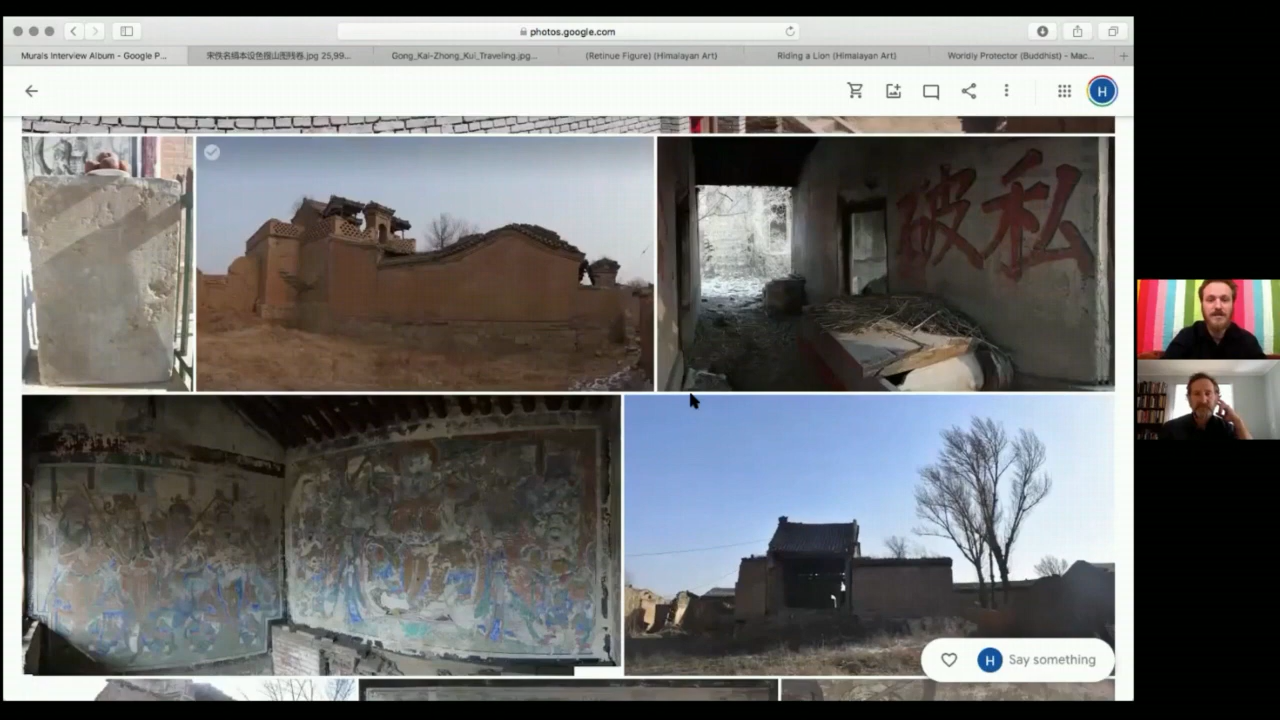 photos.google.com
Murals Interview Album - Google P...
宋佚名绢本设色搜山图残卷.jpg 25,99...
Gong_Kai-Zhong_Kui_Traveling.jpg...
(Retinue Figure) (Himalayan Art)
Riding a Lion (Himalayan Art)
Worldly Protector (Buddhist) - Mac...
H
破私
H
Say something